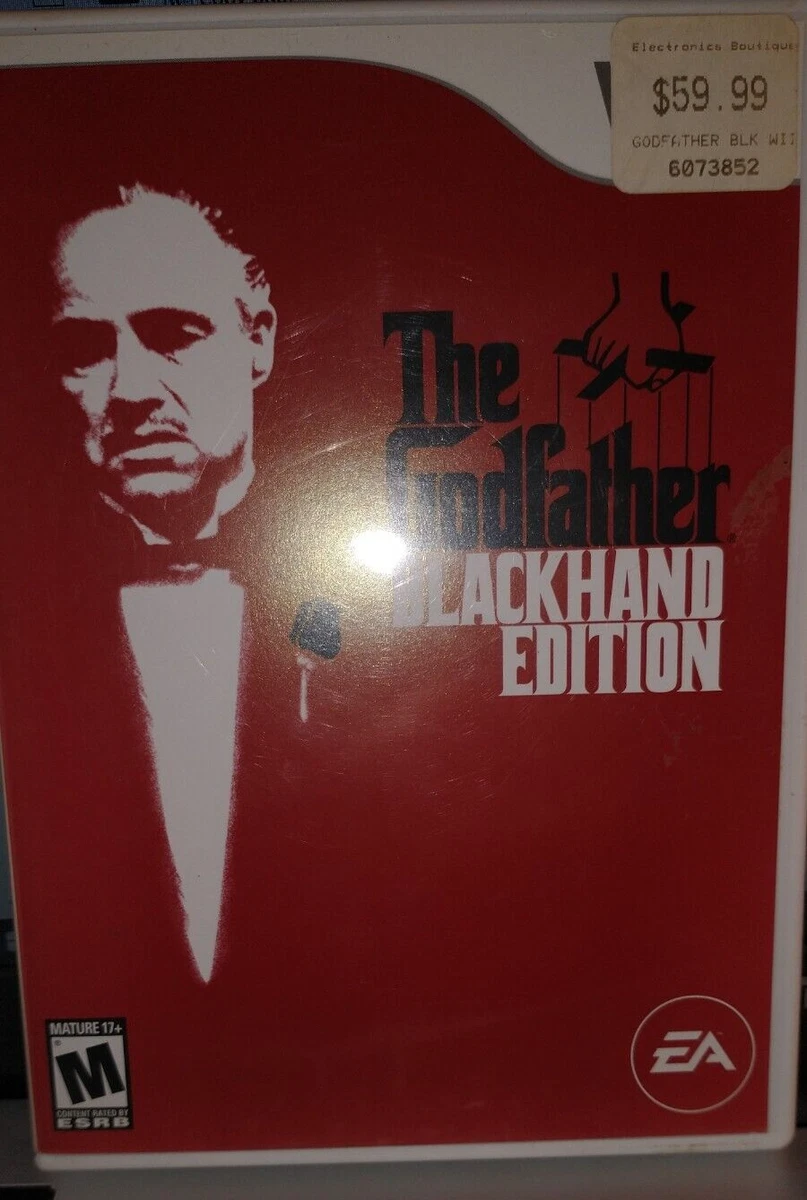 Electronics Boutique
$59.99
GODFATHER BLK WII
6073852
The
Godfather
BLACKHAND
EDITION
MATURE 17+
M
CONTENT RATED BY
ESRB
EA